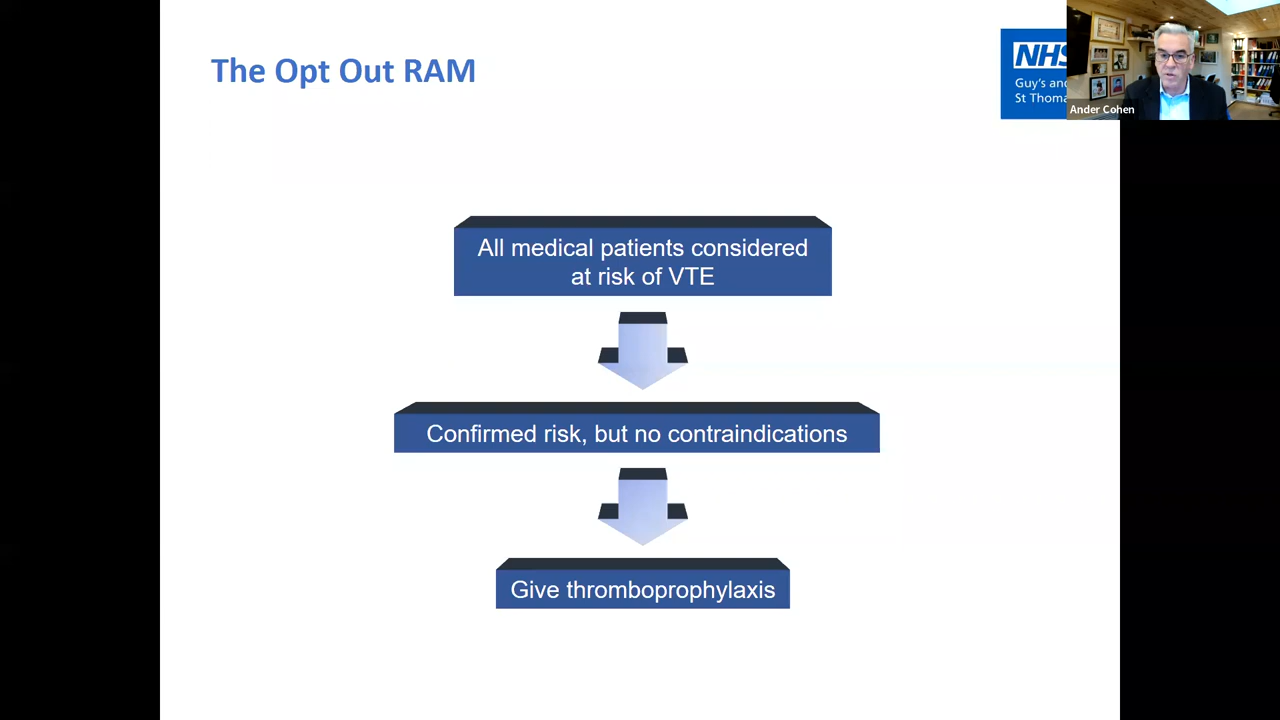 The Opt Out RAM
NHS
Guy's and
St Thoma
Ander Cohen
All medical patients considered
at risk of VTE
Confirmed risk, but no contraindications
Give thromboprophylaxis